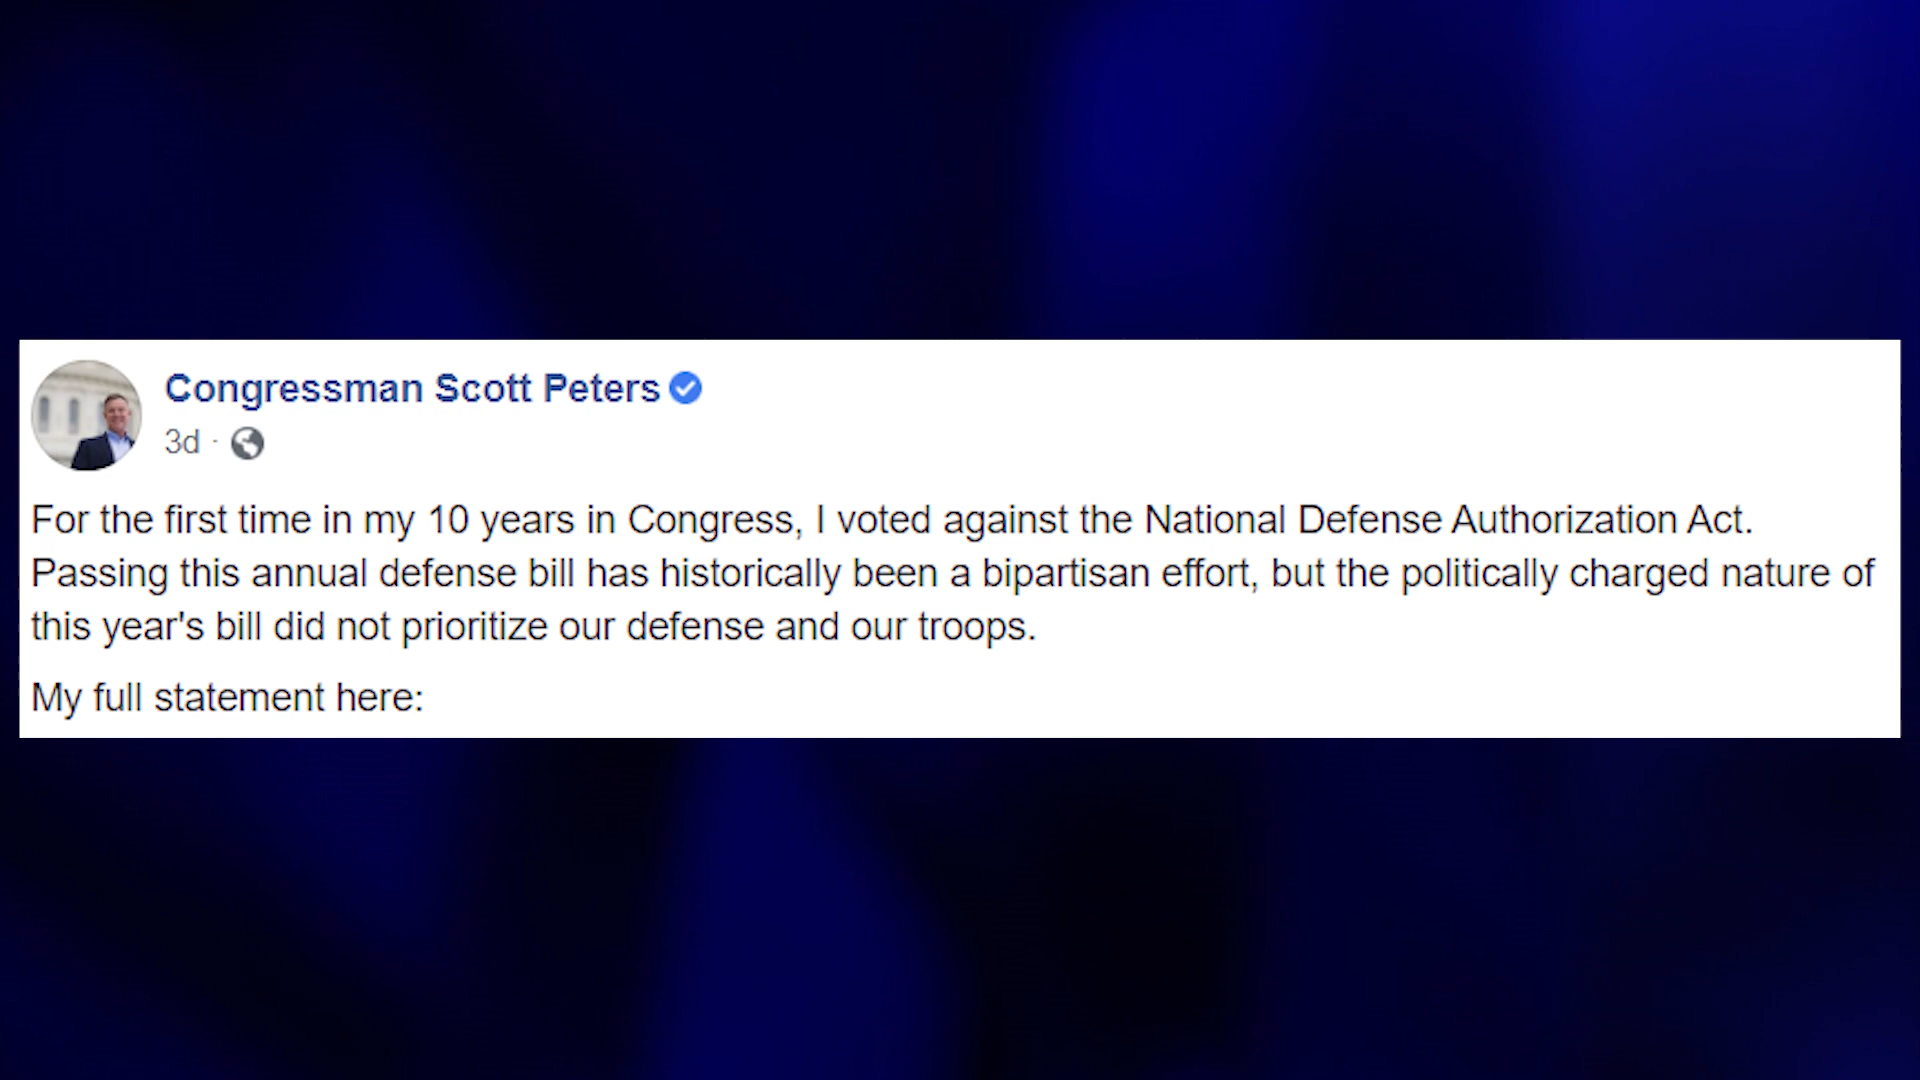 Congressman Scott Peters
3d ·
For the first time in my 10 years in Congress, I voted against the National Defense Authorization Act.
Passing this annual defense bill has historically been a bipartisan effort, but the politically charged nature of
this year's bill did not prioritize our defense and our troops.
My full statement here: